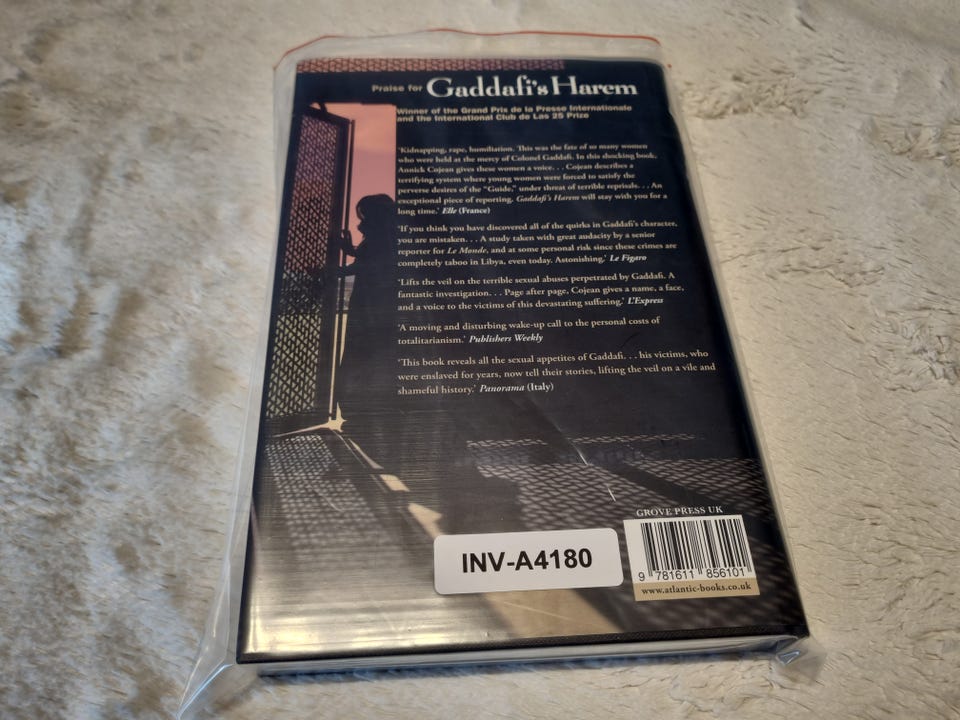 Praise for Gaddafi's Harem
Winner of the Grand Prix de la Presse Internationale
and the International Club de Las 25 Prize
'Kidnapping, rape, humiliation. This was the fate of so many women
who were held at the mercy of Colonel Gaddafi. In this shocking book,
Annick Cojean gives these women a voice. . . Cojean describes a
terrifying system where young women were forced to satisfy the
perverse desires of the "Guide," under threat of terrible reprisals. . . An
exceptional piece of reporting. Gaddafi's Harem will stay with you for a
long time.' Elle (France)
'If you think you have discovered all of the quirks in Gaddafi's character,
you are mistaken. . . A study taken with great audacity by a senior
reporter for Le Monde, and at some personal risk since these crimes are
completely taboo in Libya, even today. Astonishing.' Le Figaro
'Lifts the veil on the terrible sexual abuses perpetrated by Gaddafi. A
fantastic investigation. . . Page after page, Cojean gives a name, a face,
and a voice to the victims of this devastating suffering.' L'Express
'A moving and disturbing wake-up call to the personal costs of
totalitarianism.' Publishers Weekly
'This book reveals all the sexual appetites of Gaddafi. . . his victims, who
were enslaved for years, now tell their stories, lifting the veil on a vile and
shameful history.' Panorama (Italy)
GROVE PRESS UK
INV-A4180
9 781611 856101
www.atlantic-books.co.uk